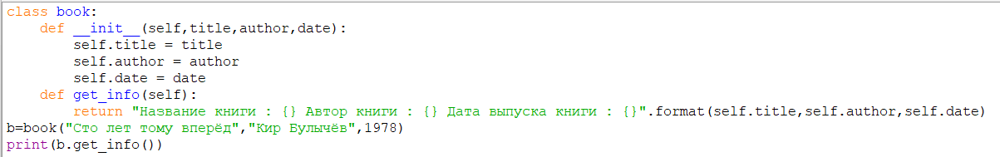 class book:
    def __init__(self,title,author,date):
        self.title = title
        self.author = author
        self.date = date
    def get_info(self):
        return "Название книги : {} Автор книги : {} Дата выпуска книги : {}".format(self.title,self.author,self.date)
b=book("Сто лет тому вперёд","Кир Булычёв",1978)
print(b.get_info())